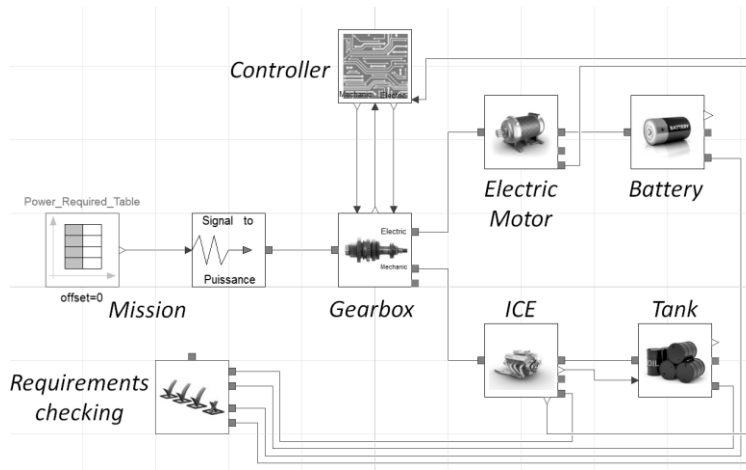 Controller
Mechanic Electric
Power_Required_Table
Signal to
Puissance
offset=0
Mission
Electric
Mechanic
Gearbox
Electric
Motor
BATTERY
Battery
ICE
Tank
OIL
Requirements
checking